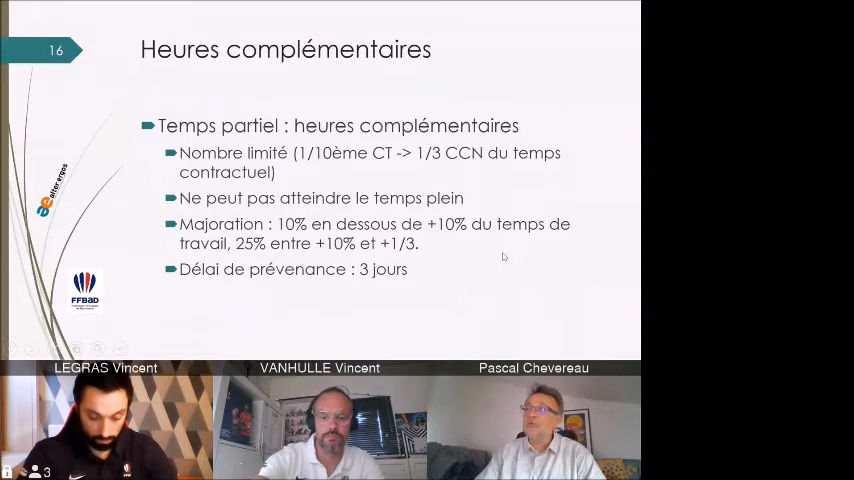 16
Heures complémentaires
Temps partiel : heures complémentaires
Nombre limité (1/10ème CT -> 1/3 CCN du temps
contractuel)
Ne peut pas atteindre le temps plein
Majoration : 10% en dessous de +10% du temps de
travail, 25% entre +10% et +1/3.
Délai de prévenance : 3 jours
ae alter ergos
FFBAD
LEGRAS Vincent
VANHULLE Vincent
Pascal Chevereau
3